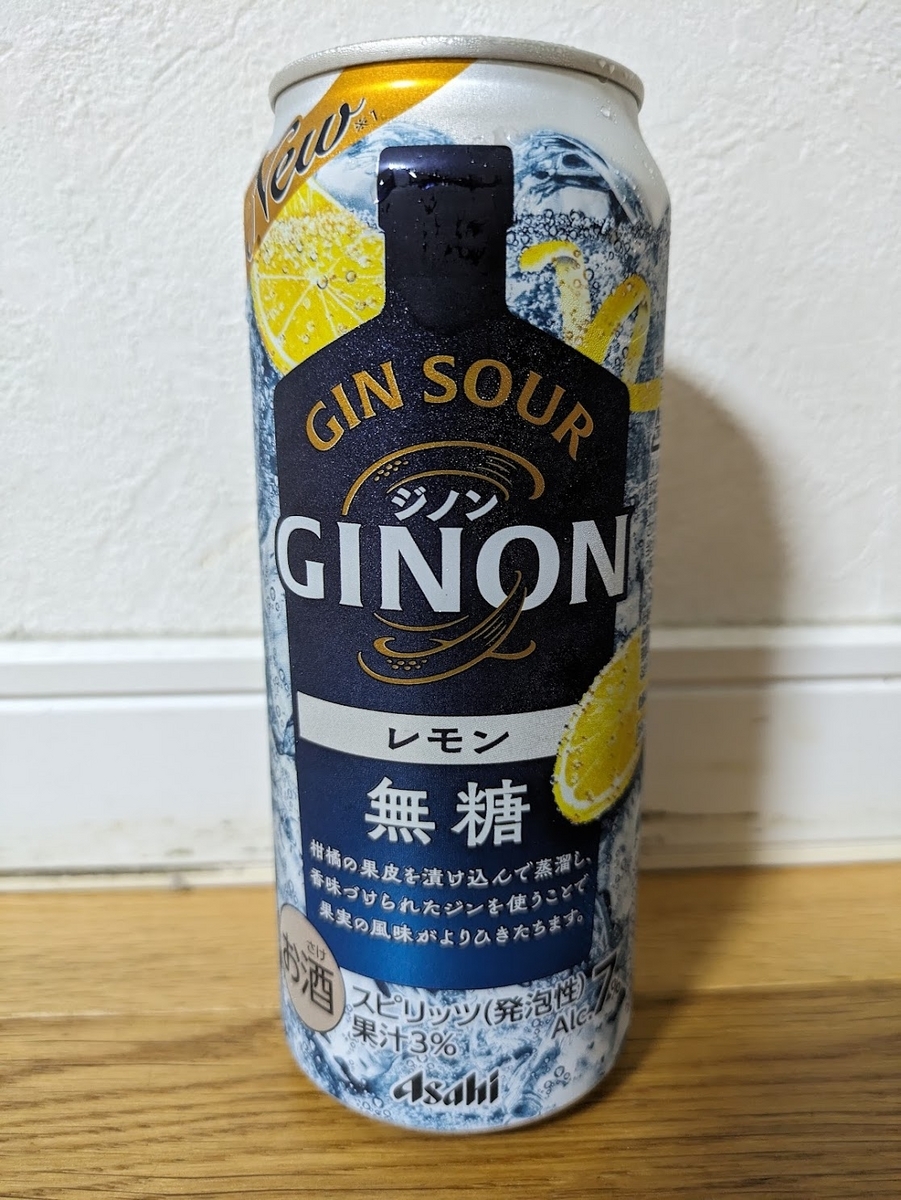 New※1
GIN SOUR
ジノン
GINON
レモン
無糖
柑橘の果皮を漬け込んで蒸溜し、
香味づけられたジンを使うことで
果実の風味がよりひきたちます。
さけ
お酒
スピリッツ(発泡性)
果汁3%
Alc.7%
Asahi